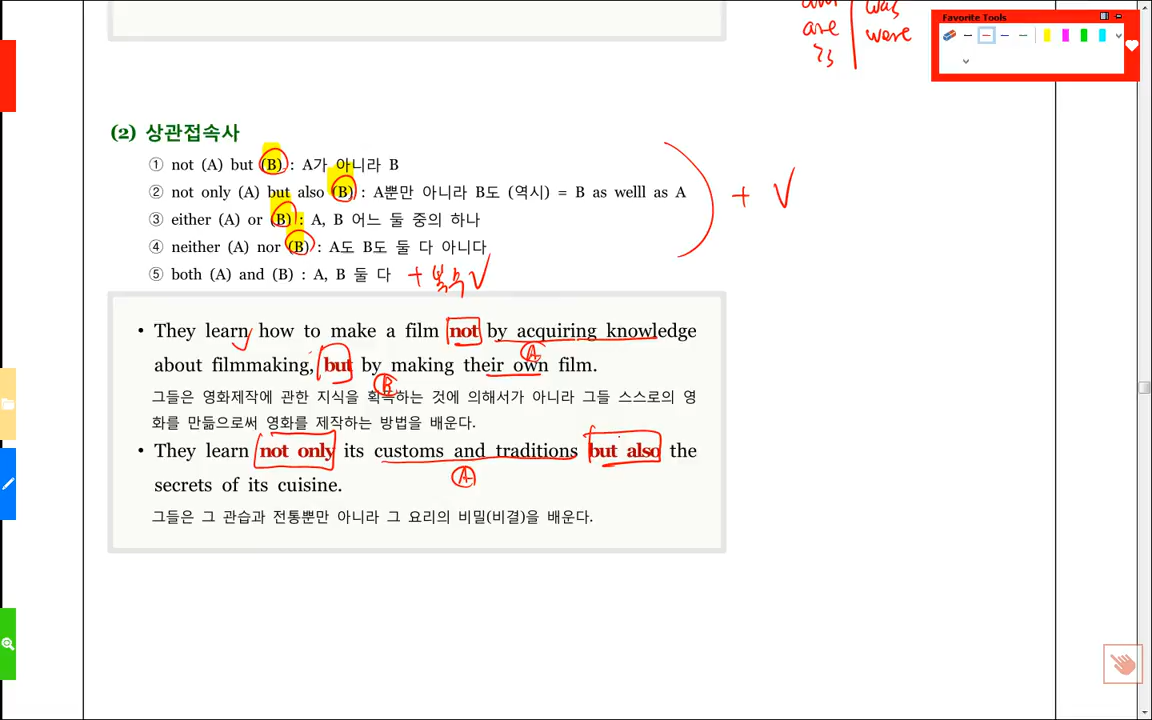 are | was
are | were
is
Favorite Tools
(2) 상관접속사
① not (A) but (B) : A가 아니라 B
② not only (A) but also (B) : A뿐만 아니라 B도 (역시) = B as welll as A
+ V
③ either (A) or (B) : A, B 어느 둘 중의 하나
④ neither (A) nor (B) : A도 B도 둘 다 아니다
⑤ both (A) and (B) : A, B 둘 다 + 복수 V
• They learn how to make a film not by acquiring knowledge
Ⓐ
about filmmaking, but by making their own film.
Ⓑ
그들은 영화제작에 관한 지식을 획득하는 것에 의해서가 아니라 그들 스스로의 영
화를 만듦으로써 영화를 제작하는 방법을 배운다.
• They learn not only its customs and traditions but also the
Ⓐ
secrets of its cuisine.
그들은 그 관습과 전통뿐만 아니라 그 요리의 비밀(비결)을 배운다.